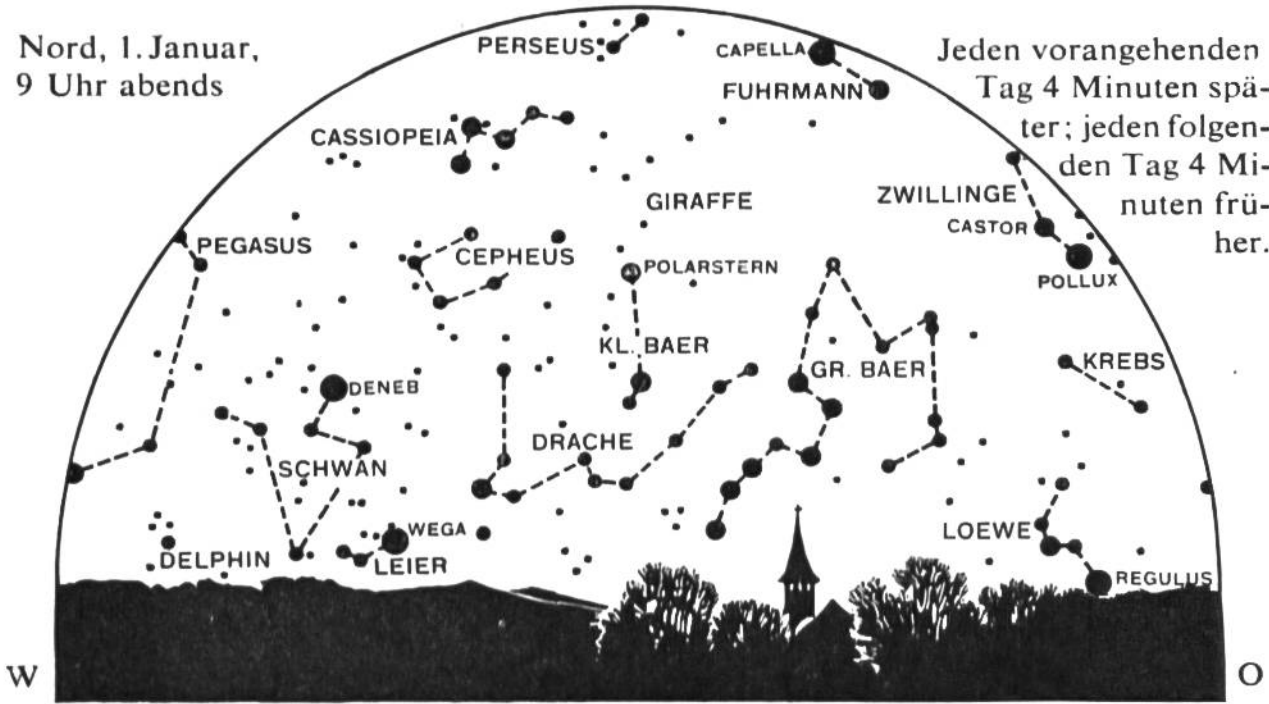 Nord, 1. Januar,
9 Uhr abends
Jeden vorangehenden
Tag 4 Minuten spä-
ter; jeden folgen-
den Tag 4 Mi-
nuten frü-
her.
PERSEUS
CAPELLA
FUHRMANN
CASSIOPEIA
ZWILLINGE
GIRAFFE
CASTOR
PEGASUS
CEPHEUS
POLARSTERN
POLLUX
KL. BAER
GR. BAER
KREBS
DENEB
DRACHE
SCHWAN
WEGA
LOEWE
DELPHIN
LEIER
REGULUS
W
O